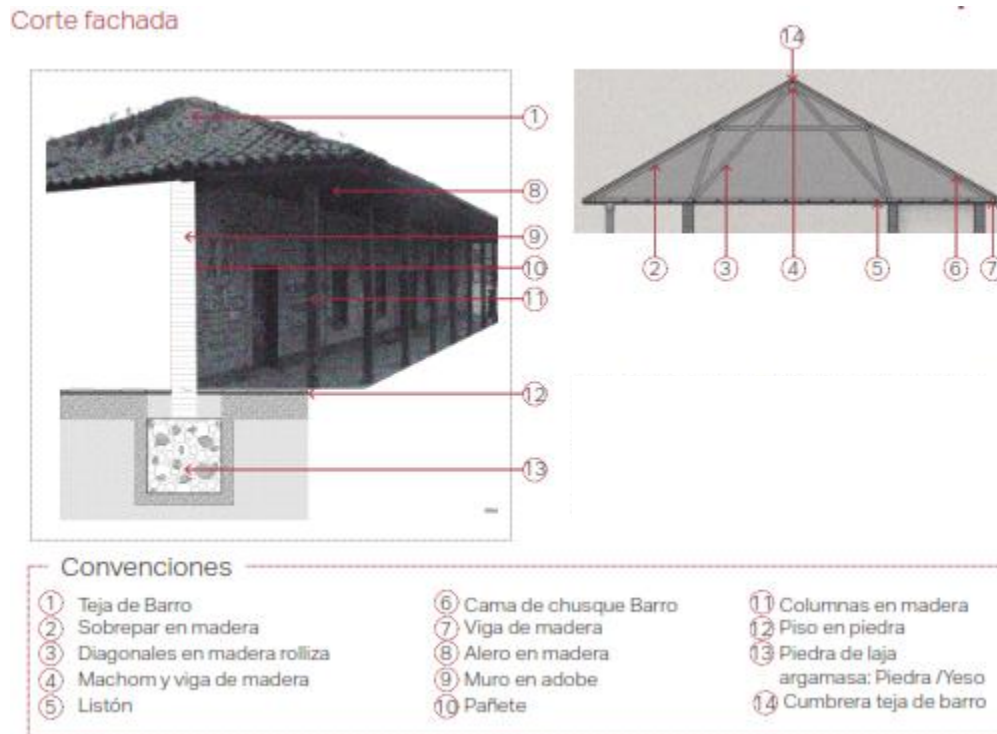 Corte fachada
14
1
8
9
10
11
12
13
2
3
4
5
6
7
Convenciones
1 Teja de Barro
2 Sobrepar en madera
3 Diagonales en madera rolliza
4 Machom y viga de madera
5 Listón
6 Cama de chusque Barro
7 Viga de madera
8 Alero en madera
9 Muro en adobe
10 Pañete
11 Columnas en madera
12 Piso en piedra
13 Piedra de laja
argamasa: Piedra /Yeso
14 Cumbrera teja de barro